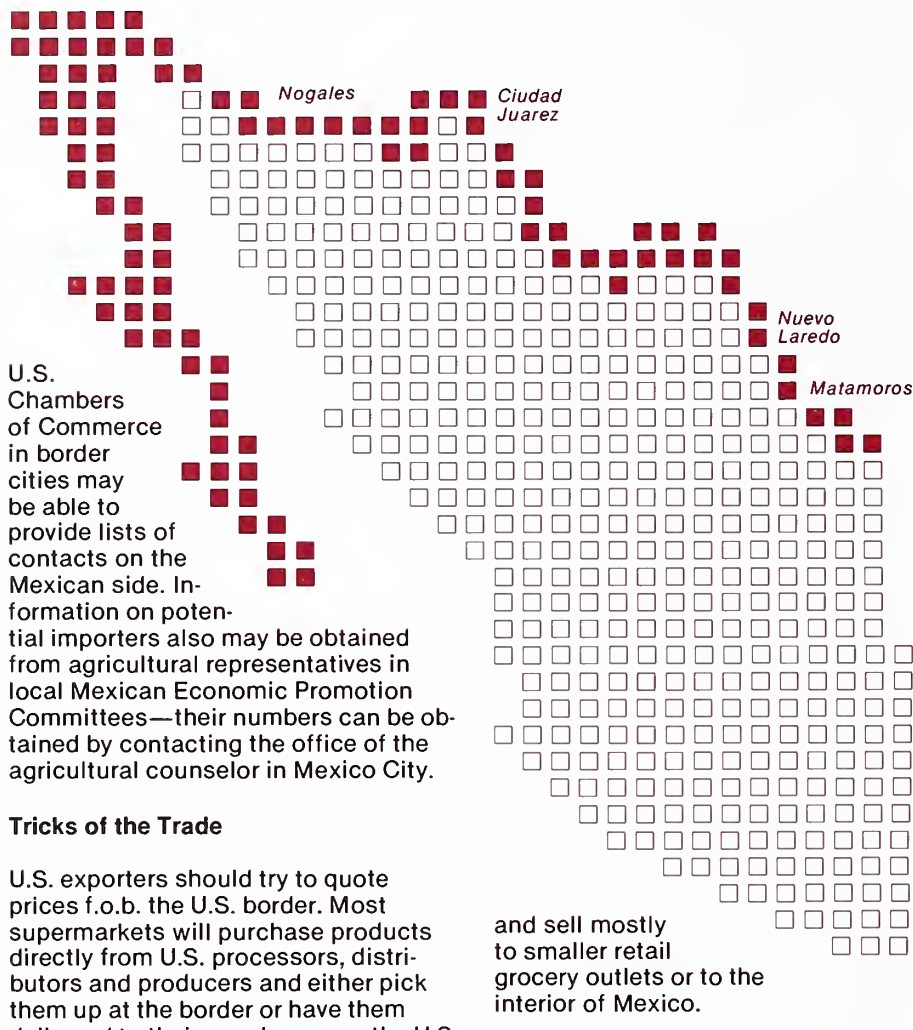 Nogales
Ciudad
Juarez
Nuevo
Laredo
Matamoros
U.S.
Chambers
of Commerce
in border
cities may
be able to
provide lists of
contacts on the
Mexican side. In-
formation on poten-
tial importers also may be obtained
from agricultural representatives in
local Mexican Economic Promotion
Committees—their numbers can be ob-
tained by contacting the office of the
agricultural counselor in Mexico City.
Tricks of the Trade
U.S. exporters should try to quote
prices f.o.b. the U.S. border. Most
supermarkets will purchase products
directly from U.S. processors, distri-
butors and producers and either pick
them up at the border or have them
and sell mostly
to smaller retail
grocery outlets or to the
interior of Mexico.